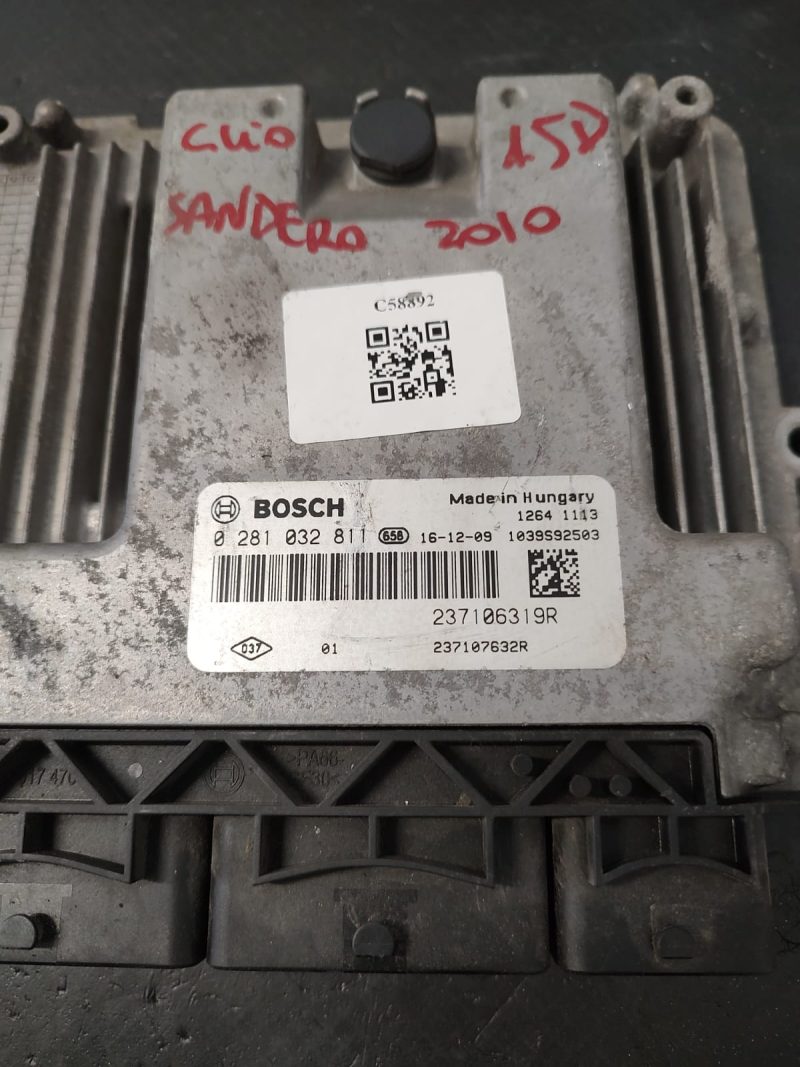 CLIO 1.5D
SANDERO 2010
C58892
BOSCH Made in Hungary
1264 1113
0 281 032 811 658 16-12-09 1039S92503
237106319R
D37 01 237107632R